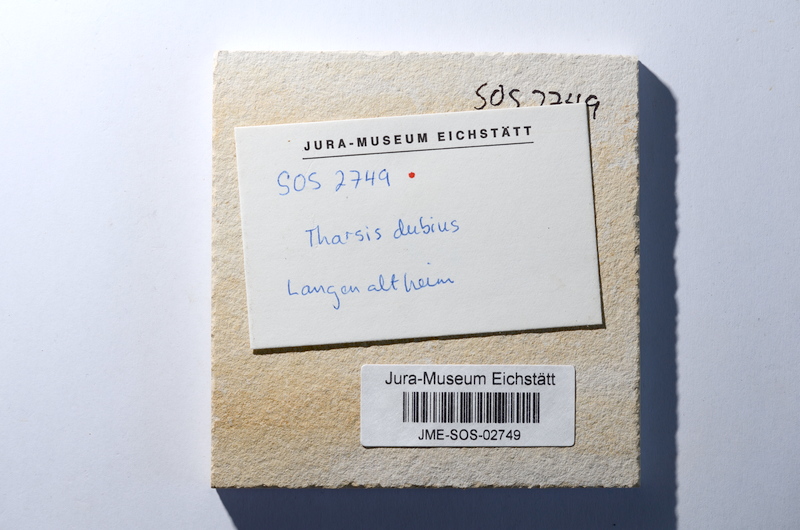 SOS 2749
JURA-MUSEUM EICHSTÄTT
SOS 2749
Tharsis dubius
Langenaltheim
Jura-Museum Eichstätt
JME-SOS-02749